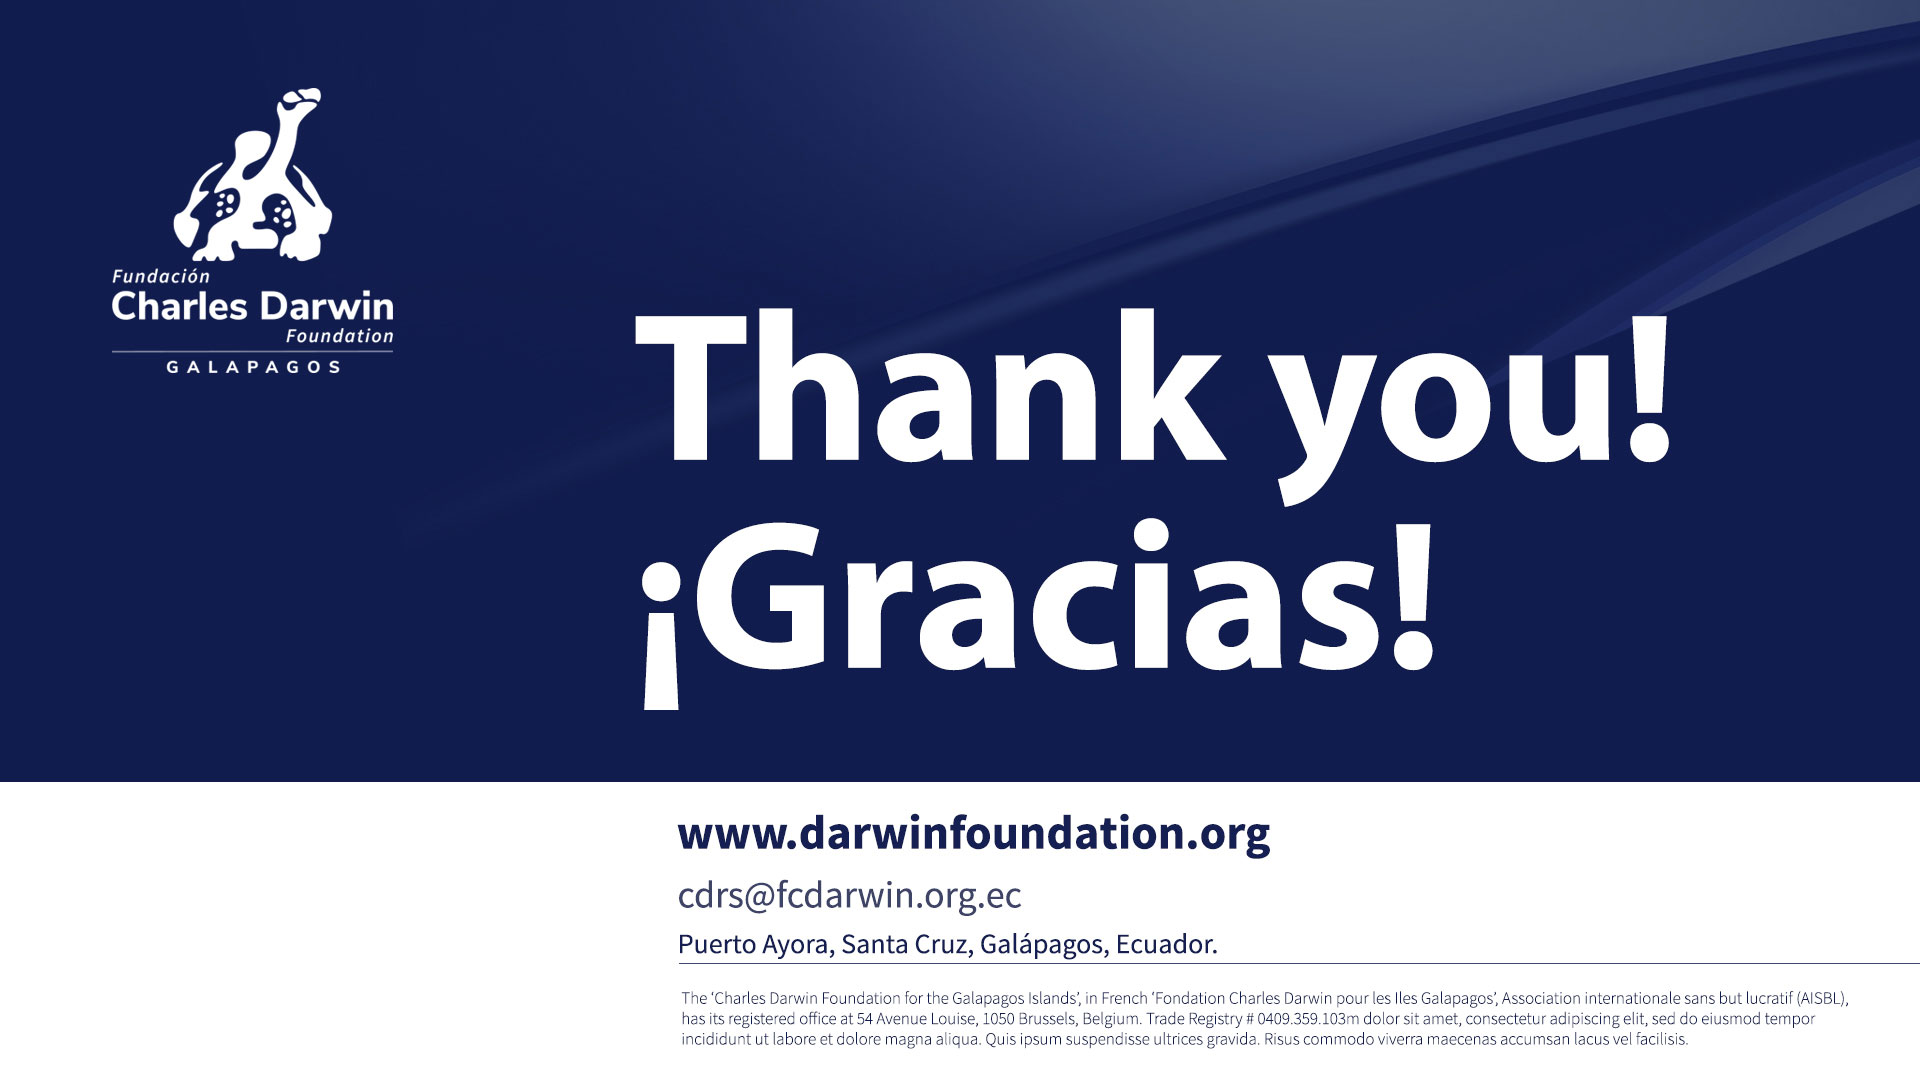 Fundación
Charles Darwin
Foundation
GALAPAGOS
Thank you!
¡Gracias!
www.darwinfoundation.org
cdrs@fcdarwin.org.ec
Puerto Ayora, Santa Cruz, Galápagos, Ecuador.
The ‘Charles Darwin Foundation for the Galapagos Islands’, in French ‘Fondation Charles Darwin pour les Iles Galapagos’, Association internationale sans but lucratif (AISBL),
has its registered office at 54 Avenue Louise, 1050 Brussels, Belgium. Trade Registry # 0409.359.103m dolor sit amet, consectetur adipiscing elit, sed do eiusmod tempor
incididunt ut labore et dolore magna aliqua. Quis ipsum suspendisse ultrices gravida. Risus commodo viverra maecenas accumsan lacus vel facilisis.